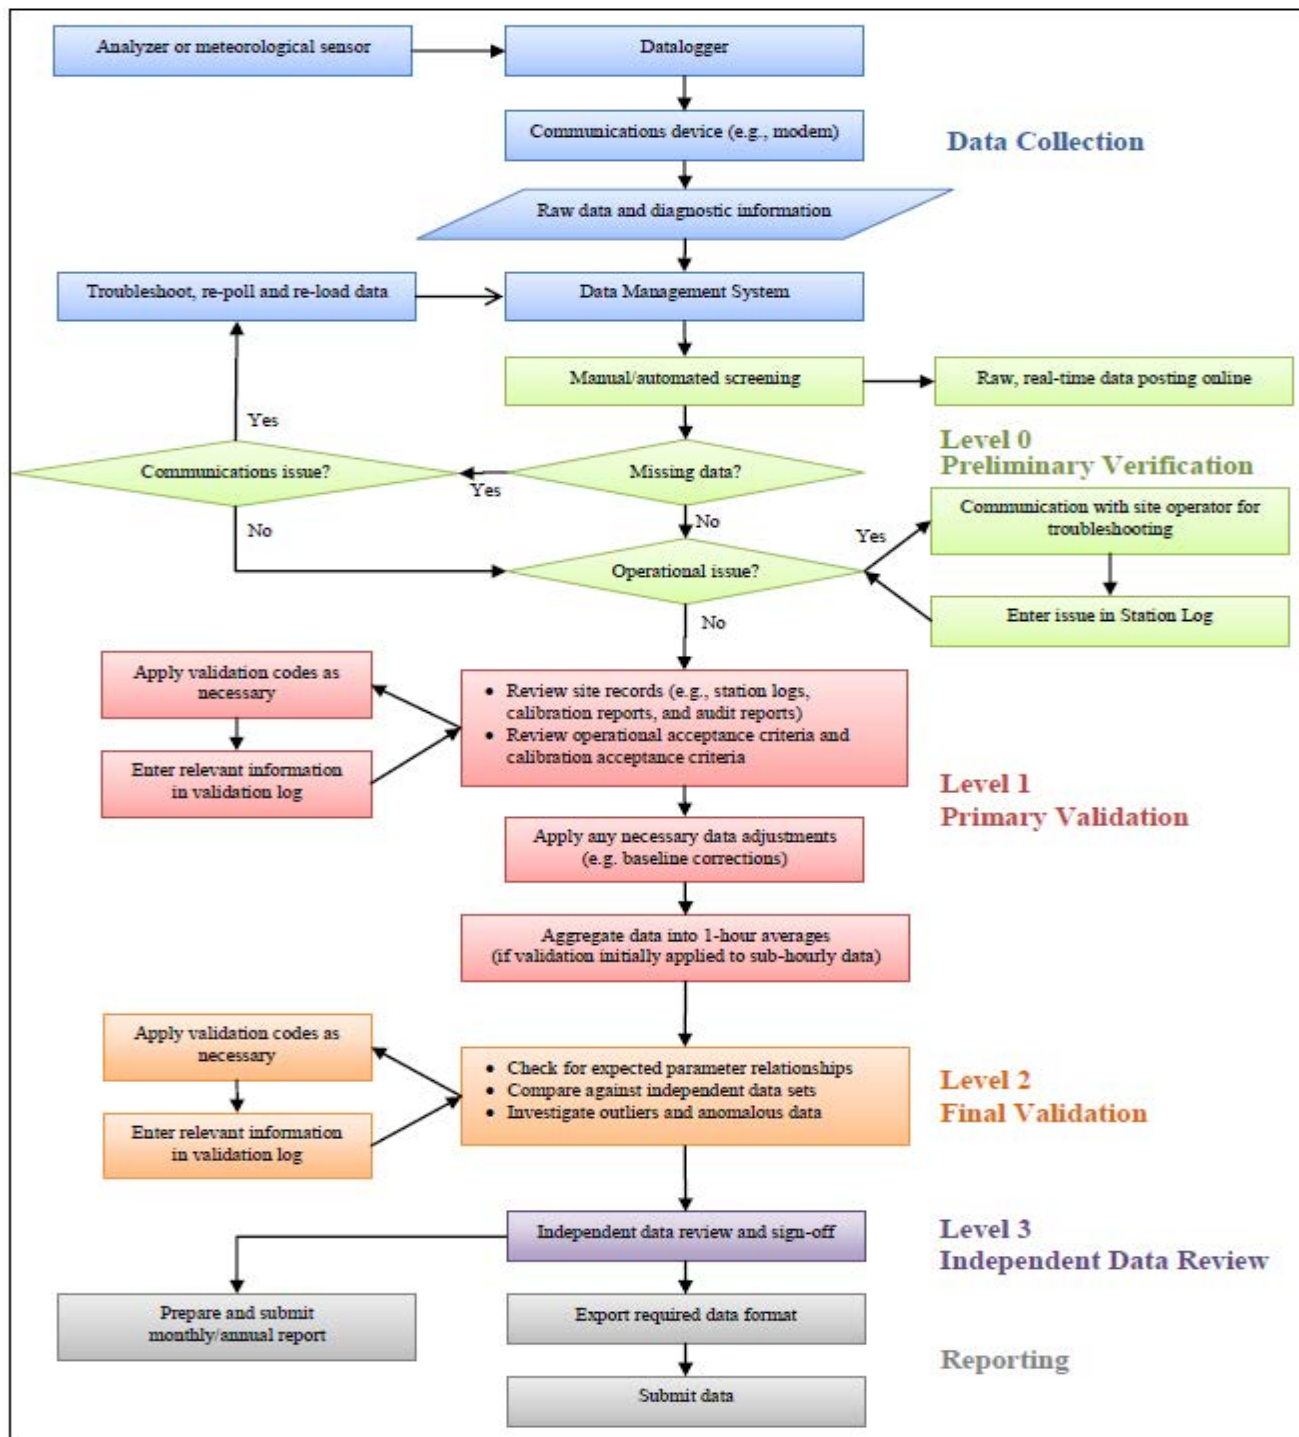 Analyzer or meteorological sensor
Datalogger
Communications device (e.g., modem)
Data Collection
Raw data and diagnostic information
Troubleshoot, re-poll and re-load data
Data Management System
Manual/automated screening
Raw, real-time data posting online
Yes
Level 0
Preliminary Verification
Communications issue?
Missing data?
Yes
Communication with site operator for
troubleshooting
No
No
Yes
Operational issue?
Enter issue in Station Log
No
Apply validation codes as
necessary
• Review site records (e.g., station logs,
calibration reports, and audit reports)
• Review operational acceptance criteria and
calibration acceptance criteria
Enter relevant information
in validation log
Level 1
Primary Validation
Apply any necessary data adjustments
(e.g. baseline corrections)
Aggregate data into 1-hour averages
(if validation initially applied to sub-hourly data)
Apply validation codes as
necessary
• Check for expected parameter relationships
• Compare against independent data sets
• Investigate outliers and anomalous data
Level 2
Final Validation
Enter relevant information
in validation log
Independent data review and sign-off
Level 3
Independent Data Review
Prepare and submit
monthly/annual report
Export required data format
Reporting
Submit data